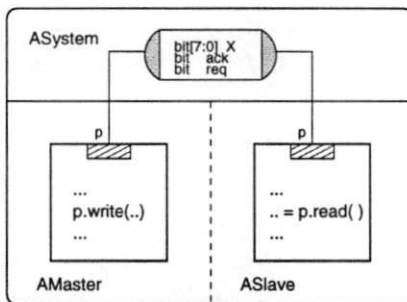 ASystem
bit[7:0] X
bit ack
bit req
p
p
...
p.write(..)
...
...
.. = p.read( )
...
AMaster
ASlave